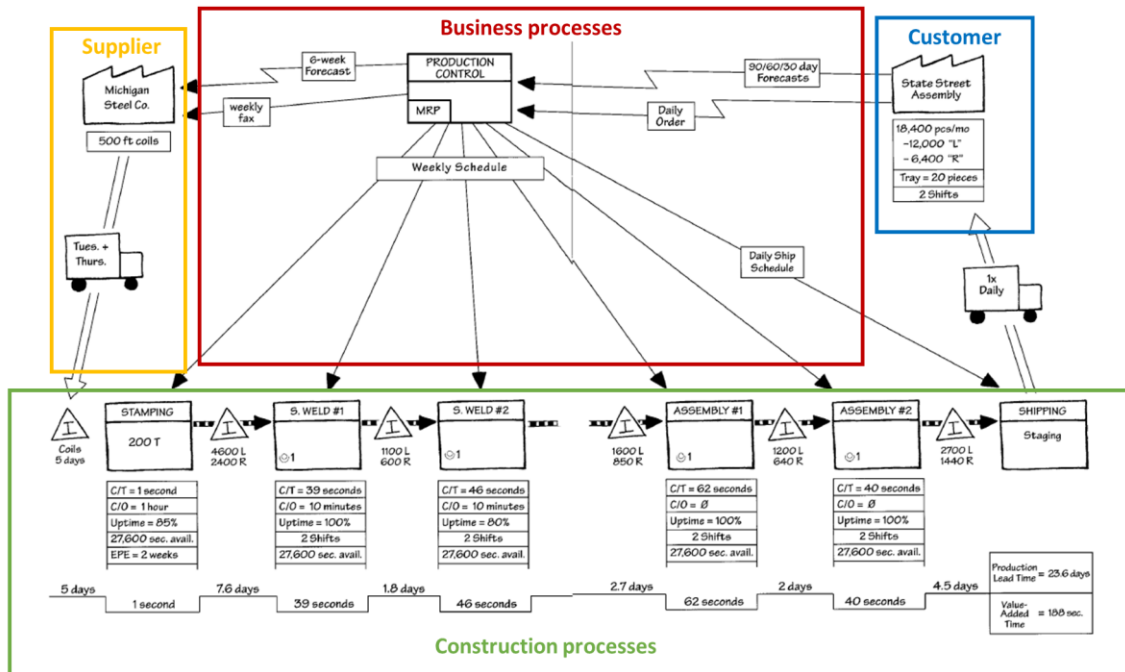 Business processes
Supplier
Customer
Michigan
Steel Co.
500 ft coils
Tues. +
Thurs.
6-week
Forecast
weekly
fax
PRODUCTION
CONTROL
MRP
Weekly Schedule
90/60/30 day
Forecasts
Daily
Order
Daily Ship
Schedule
State Street
Assembly
18,400 pcs/mo
-12,000 "L"
-6,400 "R"
Tray = 20 pieces
2 Shifts
1x
Daily
I
Coils
5 days
STAMPING
200 T
C/T = 1 second
C/O = 1 hour
Uptime = 85%
27,600 sec. avail.
EPE = 2 weeks
I
4600 L
2400 R
S. WELD #1
1
C/T = 39 seconds
C/O = 10 minutes
Uptime = 100%
2 Shifts
27,600 sec. avail.
I
1100 L
600 R
S. WELD #2
1
C/T = 46 seconds
C/O = 10 minutes
Uptime = 80%
2 Shifts
27,600 sec. avail.
I
1600 L
850 R
ASSEMBLY #1
1
C/T = 62 seconds
C/O = Ø
Uptime = 100%
2 Shifts
27,600 sec. avail.
I
1200 L
640 R
ASSEMBLY #2
1
C/T = 40 seconds
C/O = Ø
Uptime = 100%
2 Shifts
27,600 sec. avail.
I
2700 L
1440 R
SHIPPING
Staging
5 days
1 second
7.6 days
39 seconds
1.8 days
46 seconds
2.7 days
62 seconds
2 days
40 seconds
4.5 days
Production
Lead Time = 23.6 days
Value-
Added = 188 sec.
Time
Construction processes